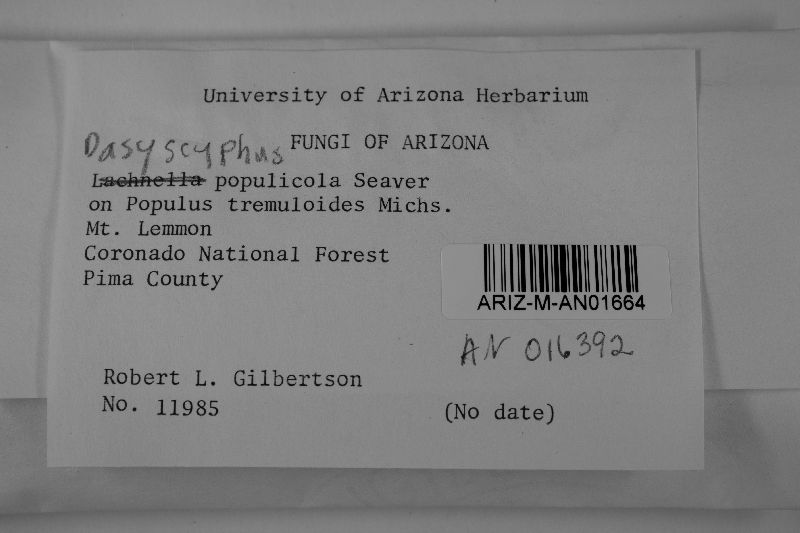 University of Arizona Herbarium
Dasyscyphus FUNGI OF ARIZONA
Lachnella populicola Seaver
on Populus tremuloides Michs.
Mt. Lemmon
Coronado National Forest
Pima County
ARIZ-M-AN01664
AN 016392
Robert L. Gilbertson
No. 11985
(No date)